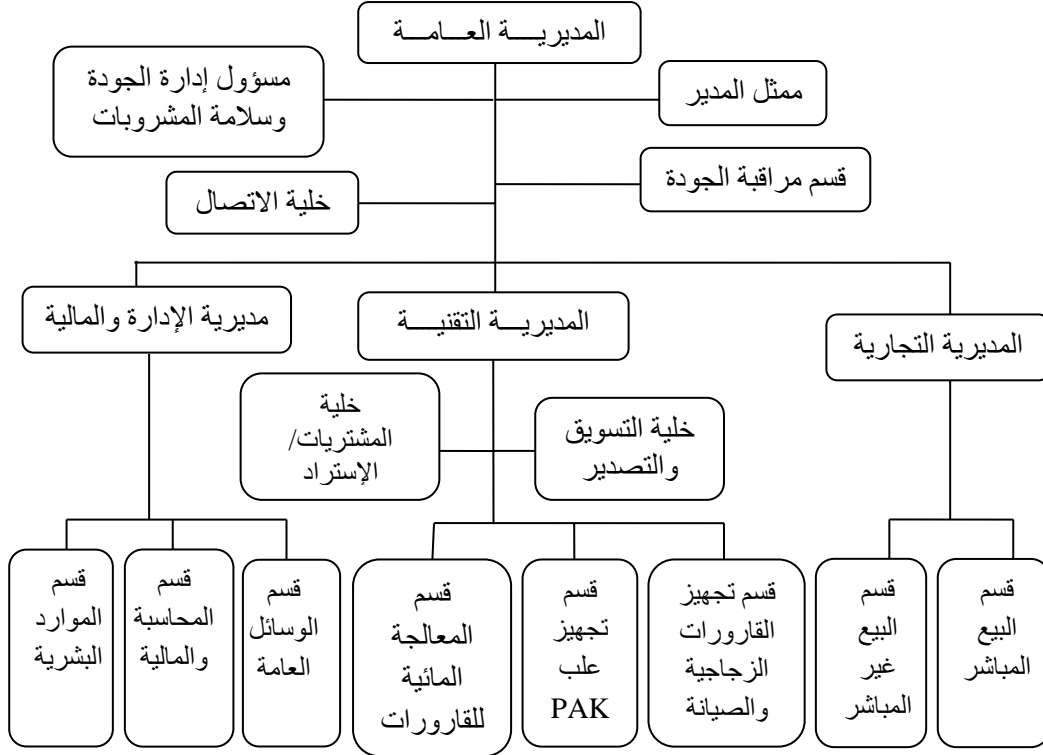 المديريـــة العـــامـــة
ممثل المدير
مسؤول إدارة الجودة
وسلامة المشروبات
قسم مراقبة الجودة
خلية الاتصال
المديرية التجارية
المديريـــة التقنيـــة
مديرية الإدارة والمالية
خلية التسويق
والتصدير
خلية
المشتريات/
الإستراد
قسم
البيع
المباشر
قسم
البيع
غير
المباشر
قسم تجهيز
القارورات
الزجاجية
والصيانة
قسم
تجهيز
علب
PAK
قسم
المعالجة
المائية
للقارورات
قسم
الوسائل
العامة
قسم
المحاسبة
والمالية
قسم
الموارد
البشرية